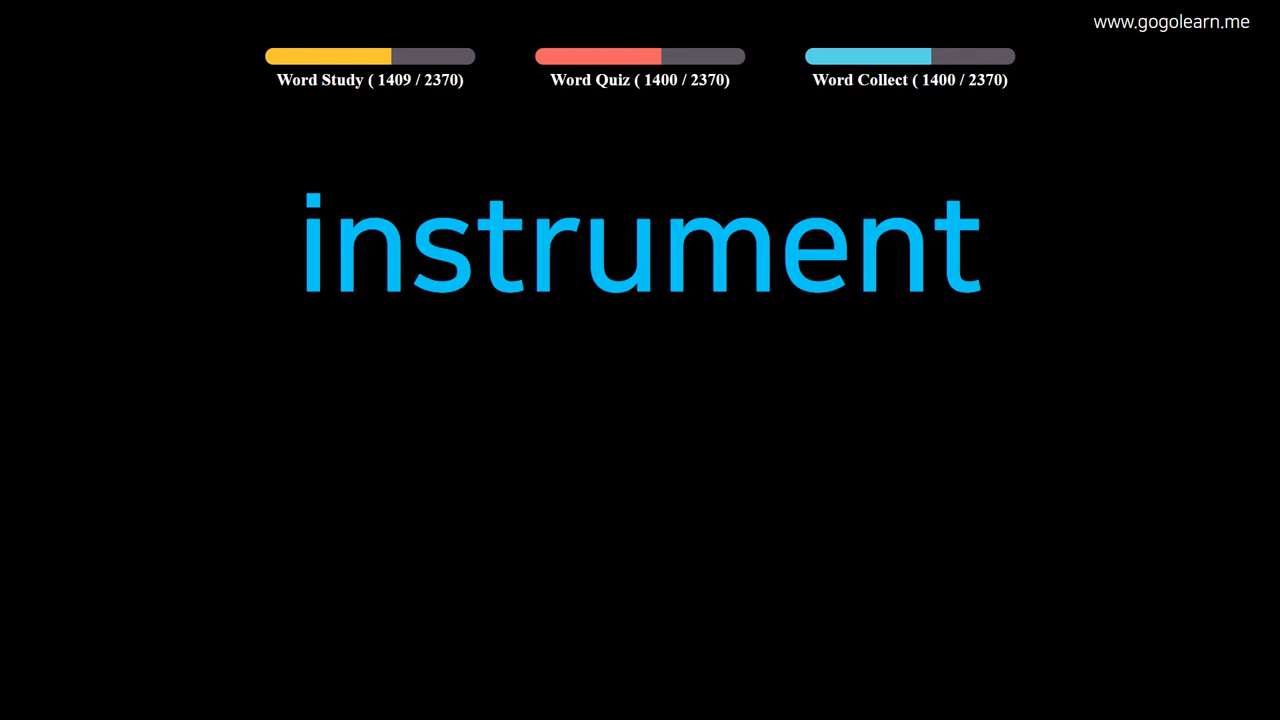 www.gogolearn.me
Word Study ( 1409 / 2370)
Word Quiz ( 1400 / 2370)
Word Collect ( 1400 / 2370)
instrument